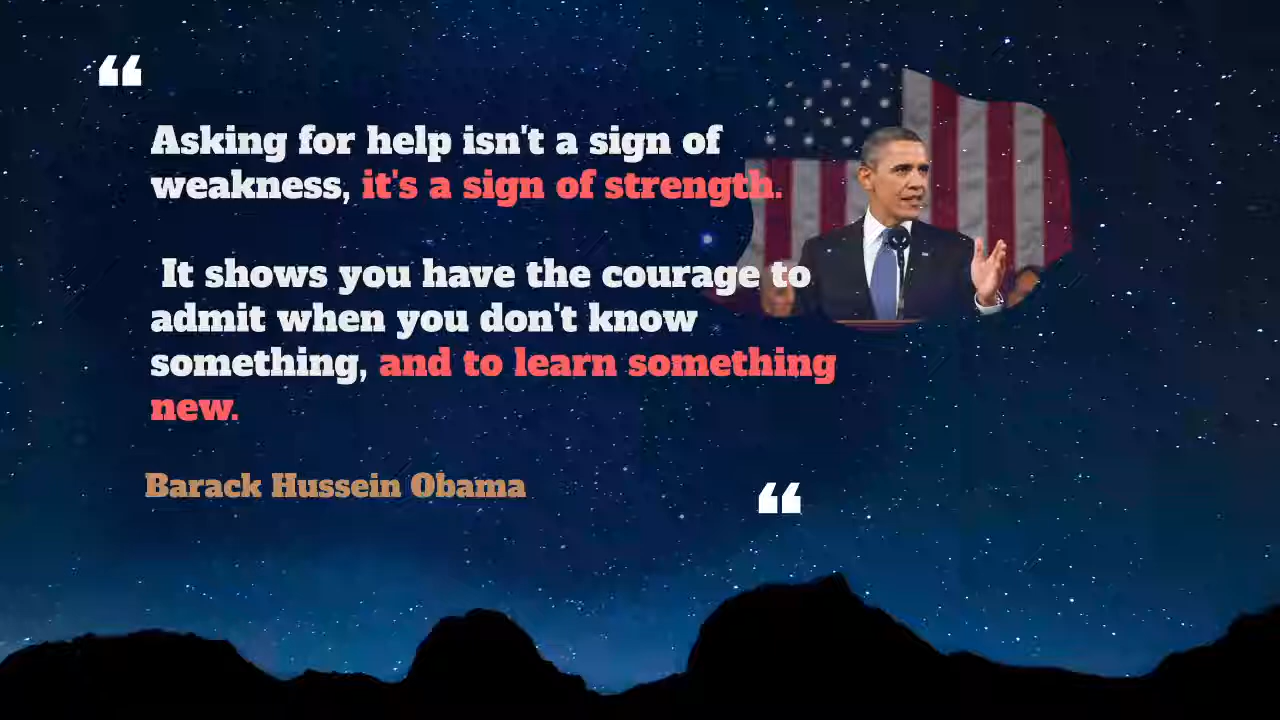 ❝
Asking for help isn't a sign of
weakness, it's a sign of strength.
It shows you have the courage to
admit when you don't know
something, and to learn something
new.
Barack Hussein Obama
❝